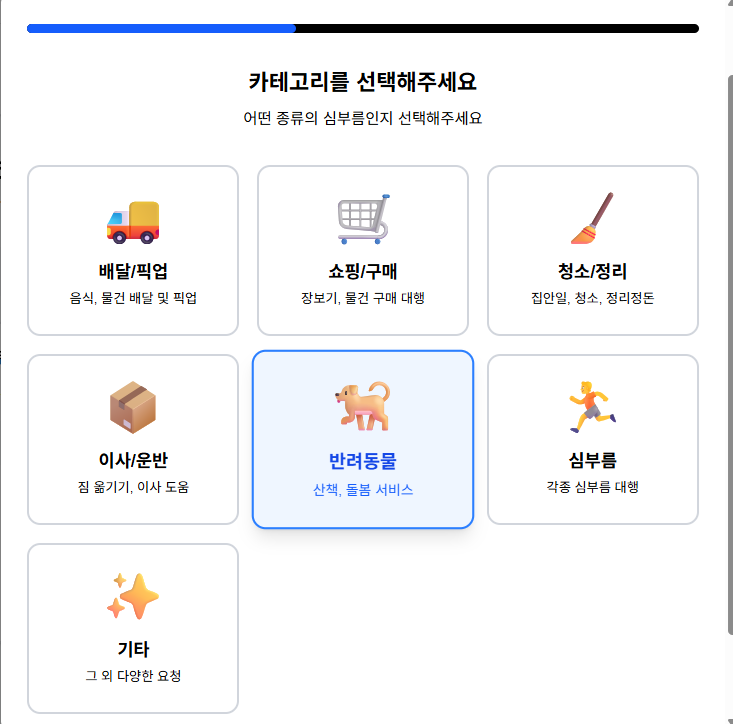 카테고리를 선택해주세요
어떤 종류의 심부름인지 선택해주세요
배달/픽업
음식, 물건 배달 및 픽업
쇼핑/구매
장보기, 물건 구매 대행
청소/정리
집안일, 청소, 정리정돈
이사/운반
짐 옮기기, 이사 도움
반려동물
산책, 돌봄 서비스
심부름
각종 심부름 대행
기타
그 외 다양한 요청